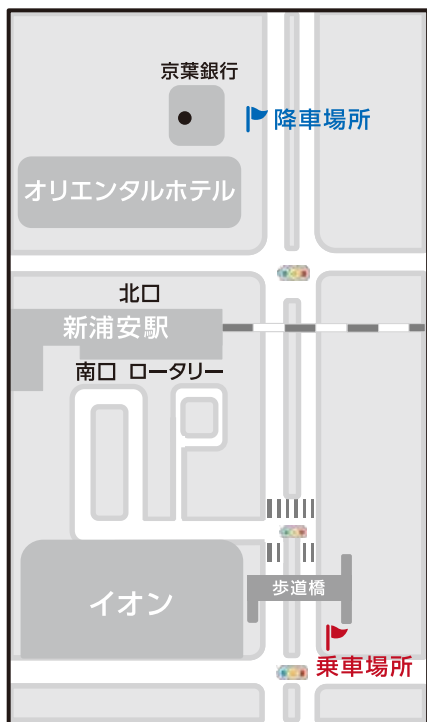 京葉銀行
降車場所
オリエンタルホテル
北口
新浦安駅
南口 ロータリー
イオン
歩道橋
乗車場所